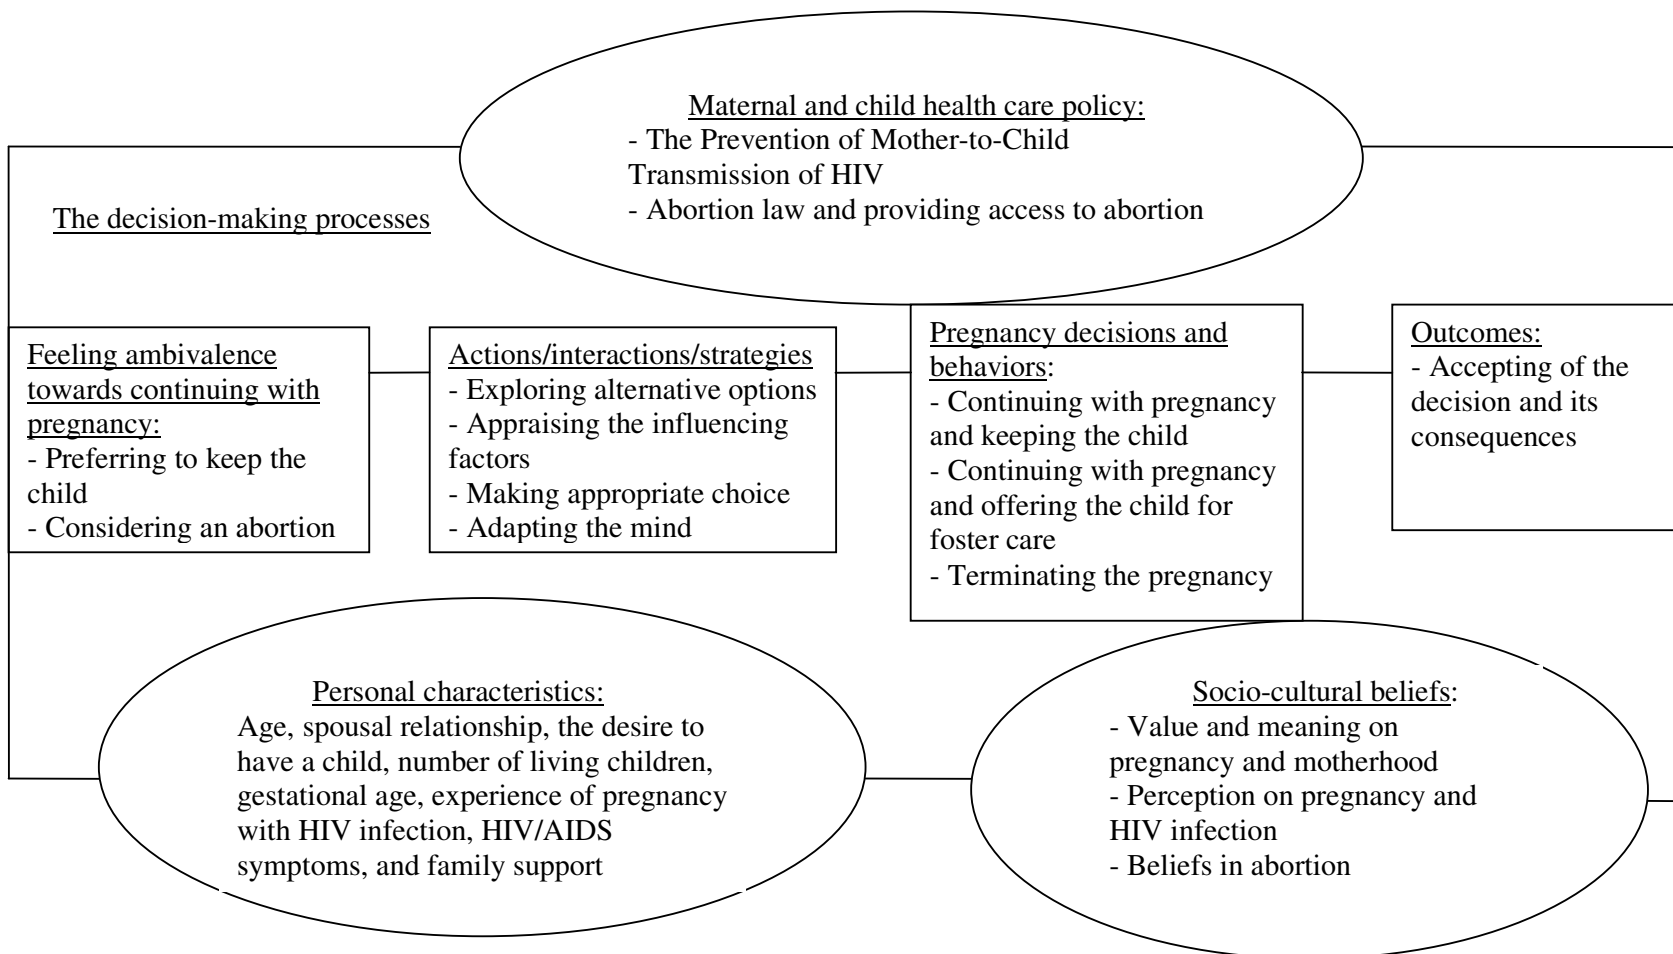 Maternal and child health care policy:
- The Prevention of Mother-to-Child
Transmission of HIV
- Abortion law and providing access to abortion
The decision-making processes
Feeling ambivalence
towards continuing with
pregnancy:
- Preferring to keep the
child
- Considering an abortion
Actions/interactions/strategies
- Exploring alternative options
- Appraising the influencing
factors
- Making appropriate choice
- Adapting the mind
Pregnancy decisions and
behaviors:
- Continuing with pregnancy
and keeping the child
- Continuing with pregnancy
and offering the child for
foster care
- Terminating the pregnancy
Outcomes:
- Accepting of the
decision and its
consequences
Personal characteristics:
Age, spousal relationship, the desire to
have a child, number of living children,
gestational age, experience of pregnancy
with HIV infection, HIV/AIDS
symptoms, and family support
Socio-cultural beliefs:
- Value and meaning on
pregnancy and motherhood
- Perception on pregnancy and
HIV infection
- Beliefs in abortion